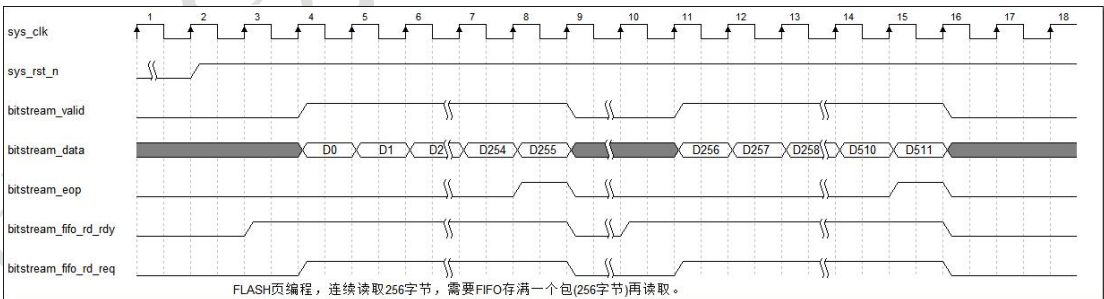 1 2 3 4 5 6 7 8 9 10 11 12 13 14 15 16 17 18
sys_clk
sys_rst_n
bitstream_valid
bitstream_data D0 D1 D2 D254 D255 D256 D257 D258 D510 D511
bitstream_eop
bitstream_fifo_rd_rdy
bitstream_fifo_rd_req
FLASH页编程，连续读取256字节，需要FIFO存满一个包(256字节)再读取。